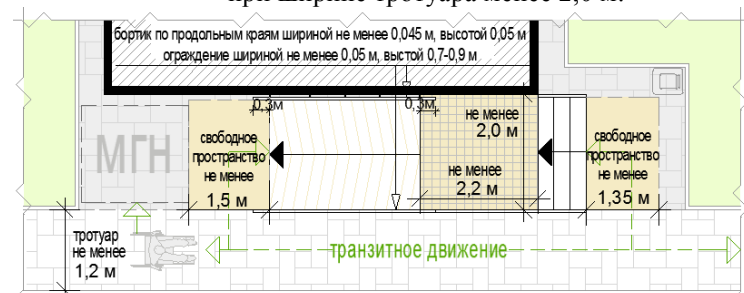 при ширине тротуара менее 2,0 м.
бортик по продольным краям шириной не менее 0,045 м, высотой 0,05 м
ограждение шириной не менее 0,05 м, выстой 0,7-0,9 м
0,3м
0,3м
не менее
2,0 м
МГН
свободное
пространство
не менее
1,5 м
не менее
2,2 м
свободное
пространство
не менее
1,35 м
тротуар
не менее
1,2 м
транзитное движение